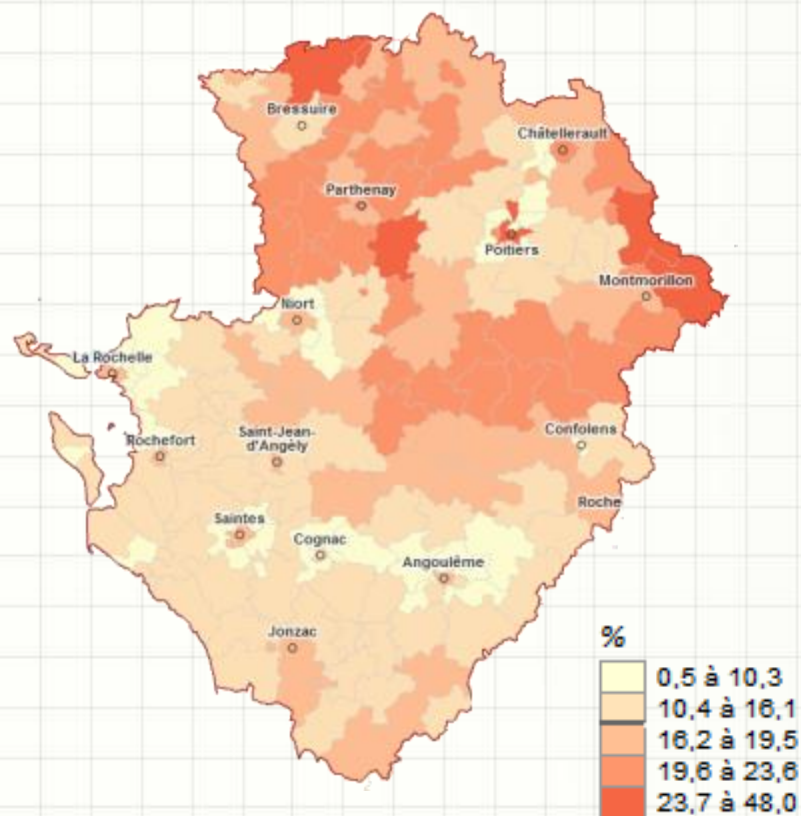 Bressuire
Châtellerault
Parthenay
Poitiers
Montmorillon
Niort
La Rochelle
Rochefort
Saint-Jean-
d'Angély
Confolens
Roche
Saintes
Cognac
Angoulême
Jonzac
%
0,5 à 10,3
10,4 à 16,1
16,2 à 19,5
19,6 à 23,6
23,7 à 48,0